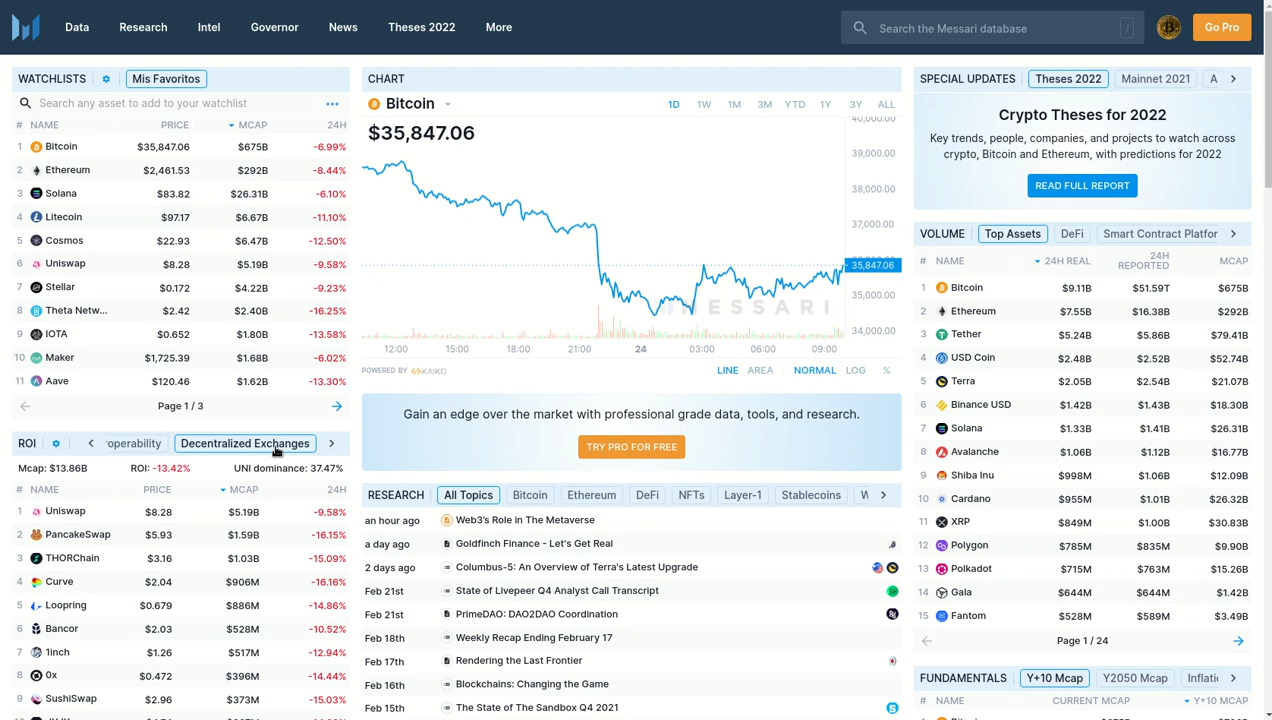 Data Research Intel Governor News Theses 2022 More Search the Messari database / Go Pro
WATCHLISTS Mis Favoritos
Search any asset to add to your watchlist ...
# NAME PRICE MCAP 24H
1 Bitcoin $35,847.06 $675B -6.99%
2 Ethereum $2,461.53 $292B -8.44%
3 Solana $83.82 $26.31B -6.10%
4 Litecoin $97.17 $6.67B -11.10%
5 Cosmos $22.93 $6.47B -12.50%
6 Uniswap $8.28 $5.19B -9.58%
7 Stellar $0.172 $4.22B -9.23%
8 Theta Netw... $2.42 $2.40B -16.25%
9 IOTA $0.652 $1.80B -13.58%
10 Maker $1,725.39 $1.68B -6.02%
11 Aave $120.46 $1.62B -13.30%
Page 1 / 3
ROI roperability Decentralized Exchanges
Mcap: $13.86B ROI: -13.42% UNI dominance: 37.47%
# NAME PRICE MCAP 24H
1 Uniswap $8.28 $5.19B -9.58%
2 PancakeSwap $5.93 $1.59B -16.15%
3 THORChain $3.16 $1.03B -15.09%
4 Curve $2.04 $906M -16.16%
5 Loopring $0.679 $886M -14.86%
6 Bancor $2.03 $528M -10.52%
7 1inch $1.26 $517M -12.94%
8 0x $0.472 $396M -14.44%
9 SushiSwap $2.96 $373M -15.03%
CHART
Bitcoin 1D 1W 1M 3M YTD 1Y 3Y ALL
$35,847.06
40,000.00
39,000.00
38,000.00
37,000.00
35,847.06
35,000.00
34,000.00
MESSARI
12:00 15:00 18:00 21:00 24 03:00 06:00 09:00
POWERED BY KAIKO LINE AREA NORMAL LOG %
Gain an edge over the market with professional grade data, tools, and research.
TRY PRO FOR FREE
RESEARCH All Topics Bitcoin Ethereum DeFi NFTs Layer-1 Stablecoins W
an hour ago Web3's Role in The Metaverse
a day ago Goldfinch Finance - Let's Get Real
2 days ago Columbus-5: An Overview of Terra's Latest Upgrade
Feb 21st State of Livepeer Q4 Analyst Call Transcript
Feb 21st PrimeDAO: DAO2DAO Coordination
Feb 18th Weekly Recap Ending February 17
Feb 17th Rendering the Last Frontier
Feb 16th Blockchains: Changing the Game
Feb 15th The State of The Sandbox Q4 2021
SPECIAL UPDATES Theses 2022 Mainnet 2021 A
Crypto Theses for 2022
Key trends, people, companies, and projects to watch across
crypto, Bitcoin and Ethereum, with predictions for 2022
READ FULL REPORT
VOLUME Top Assets DeFi Smart Contract Platfor
# NAME 24H REAL 24H REPORTED MCAP
1 Bitcoin $9.11B $51.59T $675B
2 Ethereum $7.55B $16.38B $292B
3 Tether $5.24B $5.86B $79.41B
4 USD Coin $2.48B $2.52B $52.74B
5 Terra $2.05B $2.54B $21.07B
6 Binance USD $1.42B $1.43B $18.30B
7 Solana $1.33B $1.41B $26.31B
8 Avalanche $1.06B $1.12B $16.77B
9 Shiba Inu $998M $1.06B $12.09B
10 Cardano $955M $1.01B $26.32B
11 XRP $849M $1.00B $30.83B
12 Polygon $785M $835M $9.90B
13 Polkadot $715M $763M $15.26B
14 Gala $644M $644M $1.42B
15 Fantom $528M $589M $3.49B
Page 1 / 24
FUNDAMENTALS Y+10 Mcap Y2050 Mcap Inflati
# NAME CURRENT MCAP Y+10 MCAP